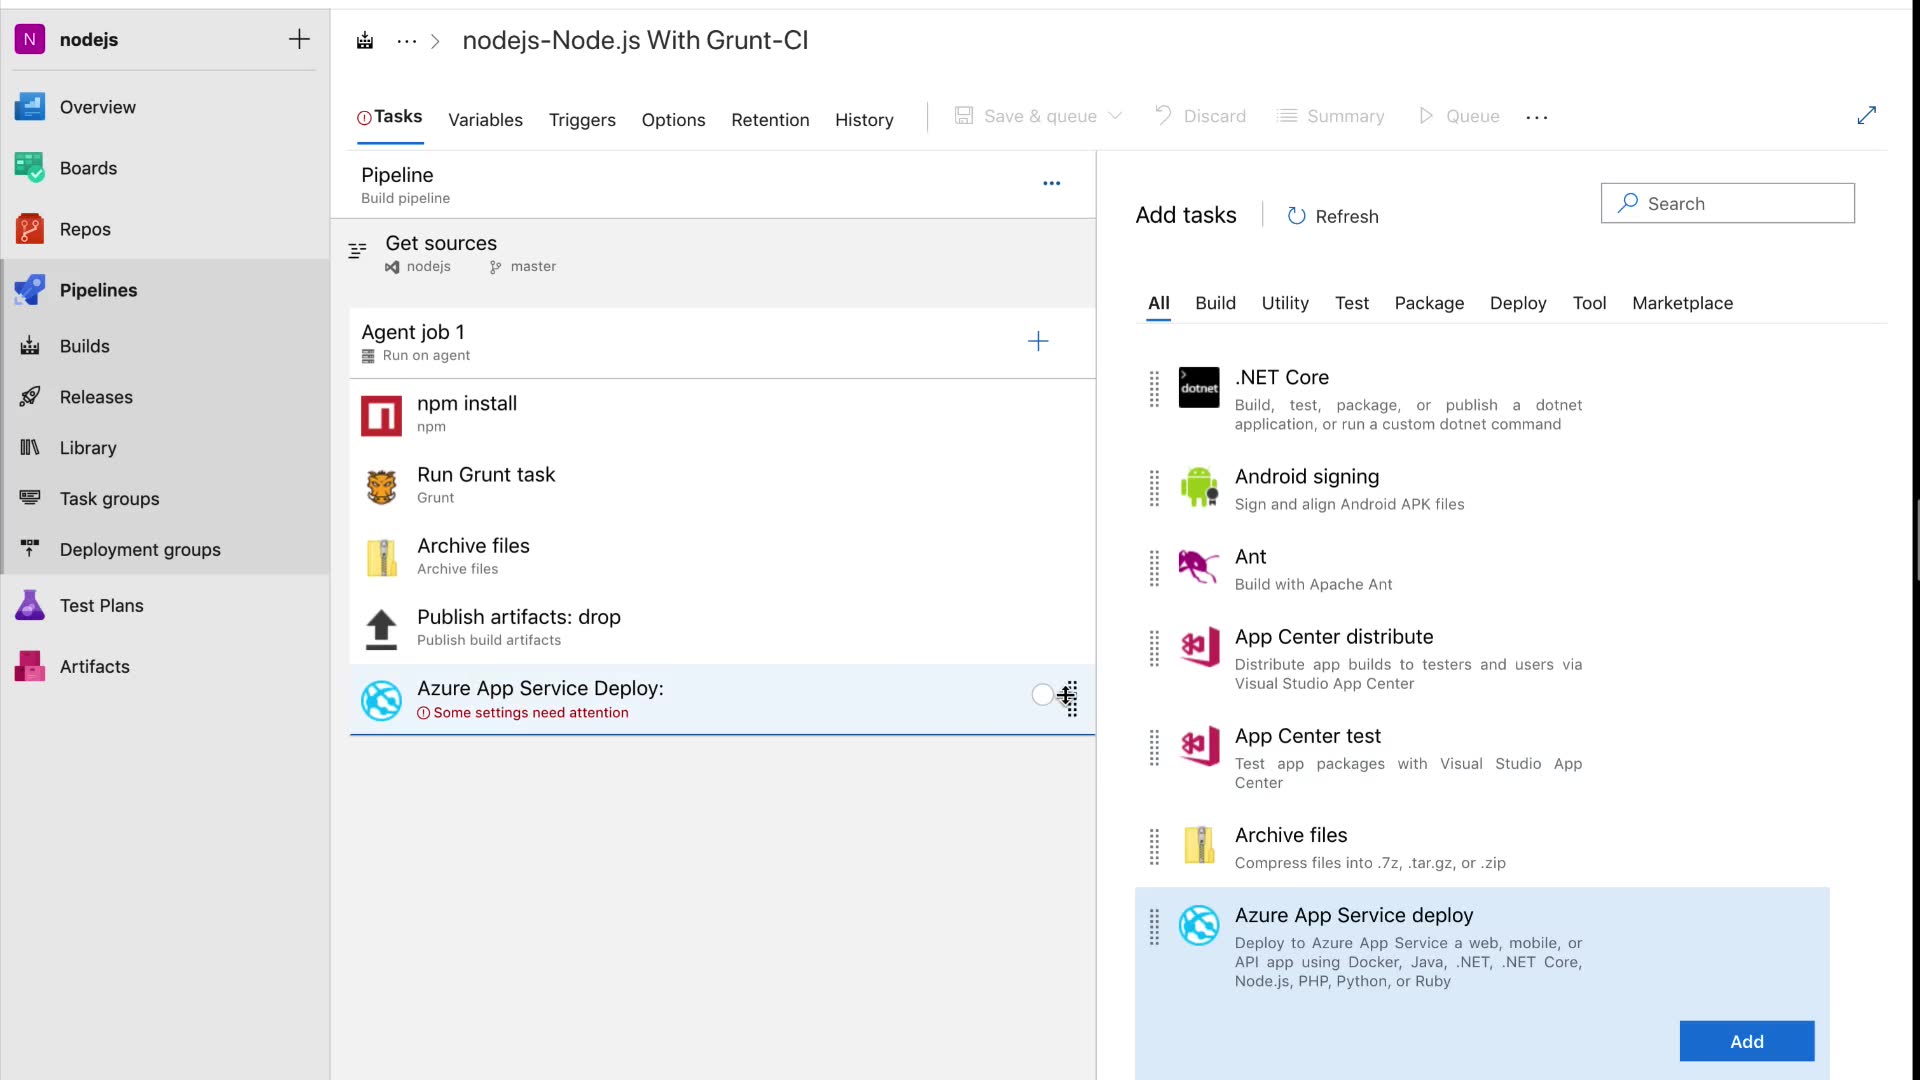 N nodejs
Overview
Boards
Repos
Pipelines
Builds
Releases
Library
Task groups
Deployment groups
Test Plans
Artifacts
... > nodejs-Node.js With Grunt-CI
Tasks Variables Triggers Options Retention History Save & queue Discard Summary Queue ...
Pipeline
Build pipeline
Get sources
nodejs master
Agent job 1
Run on agent
npm install
npm
Run Grunt task
Grunt
Archive files
Archive files
Publish artifacts: drop
Publish build artifacts
Azure App Service Deploy:
Some settings need attention
Add tasks Refresh Search
All Build Utility Test Package Deploy Tool Marketplace
dotnet
.NET Core
Build, test, package, or publish a dotnet
application, or run a custom dotnet command
Android signing
Sign and align Android APK files
Ant
Build with Apache Ant
App Center distribute
Distribute app builds to testers and users via
Visual Studio App Center
App Center test
Test app packages with Visual Studio App
Center
Archive files
Compress files into .7z, .tar.gz, or .zip
Azure App Service deploy
Deploy to Azure App Service a web, mobile, or
API app using Docker, Java, .NET, .NET Core,
Node.js, PHP, Python, or Ruby
Add